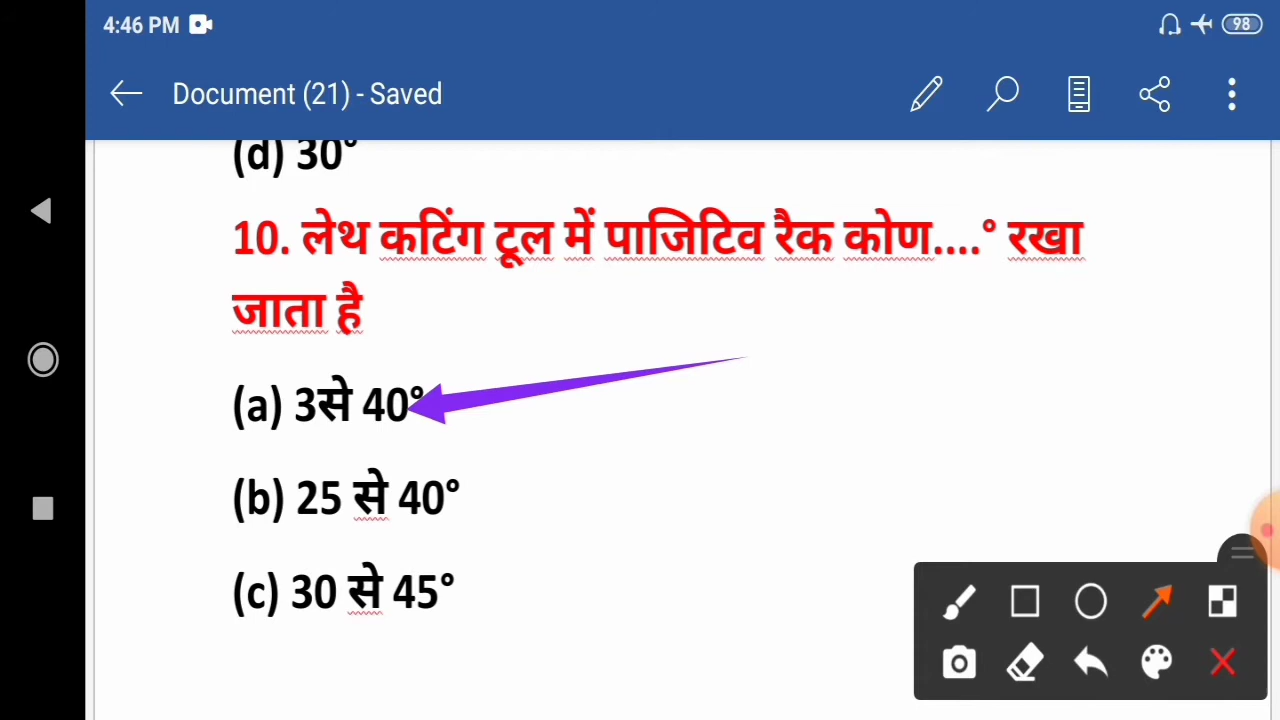 4:46 PM
98
Document (21) - Saved
(d) 30°
10. लेथ कटिंग टूल में पाजिटिव रैक कोण....° रखा
जाता है
(a) 3से 40°
(b) 25 से 40°
(c) 30 से 45°